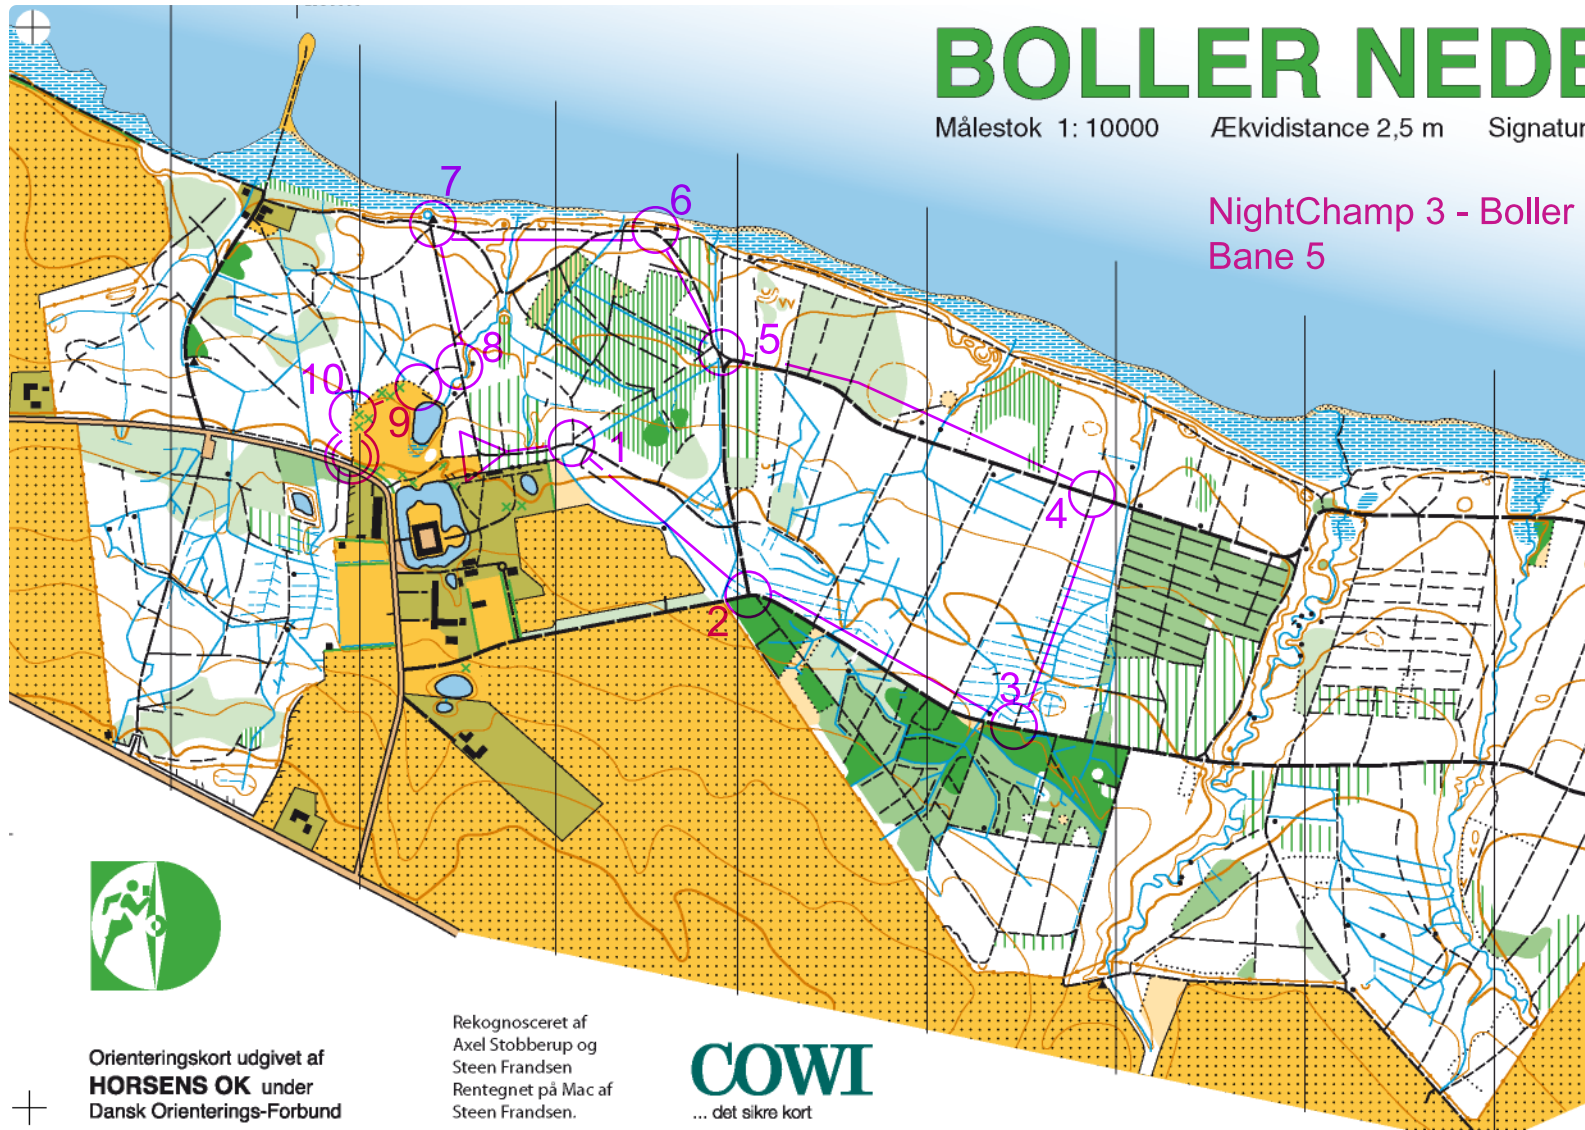 BOLLER NEDE
Målestok 1: 10000 Ækvidistance 2,5 m Signatur
NightChamp 3 - Boller
Bane 5
7
6
5
8
10
9
1
4
2
3
Orienteringskort udgivet af
HORSENS OK under
Dansk Orienterings-Forbund
Rekognosceret af
Axel Stobberup og
Steen Frandsen
Rentegnet på Mac af
Steen Frandsen.
COWI
... det sikre kort